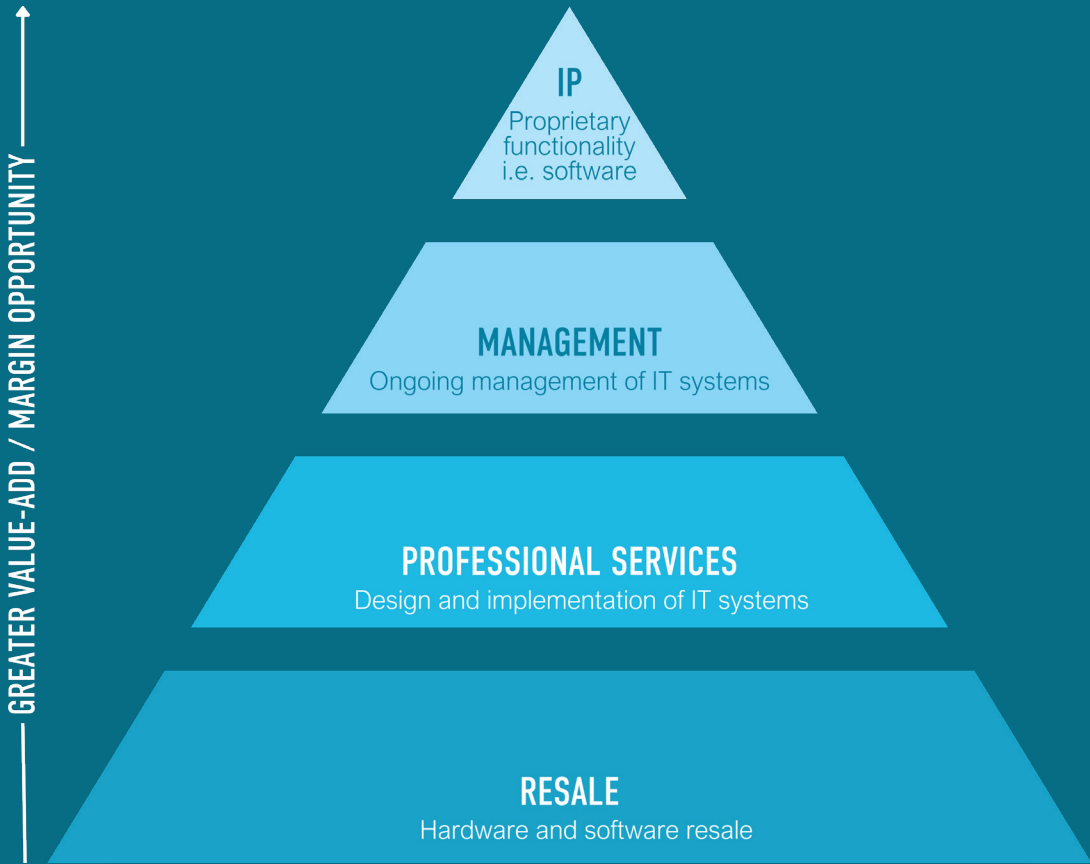 GREATER VALUE-ADD / MARGIN OPPORTUNITY
IP
Proprietary
functionality
i.e. software
MANAGEMENT
Ongoing management of IT systems
PROFESSIONAL SERVICES
Design and implementation of IT systems
RESALE
Hardware and software resale